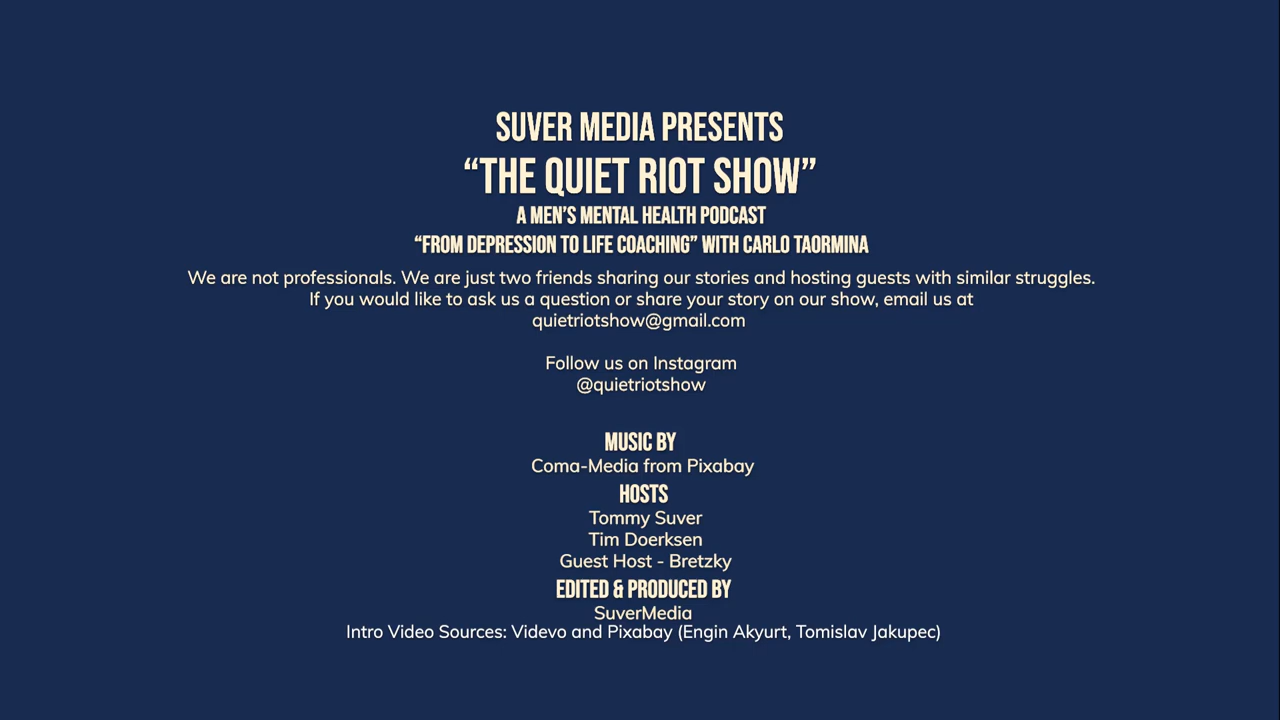 SUVER MEDIA PRESENTS
“THE QUIET RIOT SHOW”
A MEN’S MENTAL HEALTH PODCAST
“FROM DEPRESSION TO LIFE COACHING” WITH CARLO TAORMINA
We are not professionals. We are just two friends sharing our stories and hosting guests with similar struggles.
If you would like to ask us a question or share your story on our show, email us at
quietriotshow@gmail.com
Follow us on Instagram
@quietriotshow
MUSIC BY
Coma-Media from Pixabay
HOSTS
Tommy Suver
Tim Doerksen
Guest Host - Bretzky
EDITED & PRODUCED BY
SuverMedia
Intro Video Sources: Videvo and Pixabay (Engin Akyurt, Tomislav Jakupec)